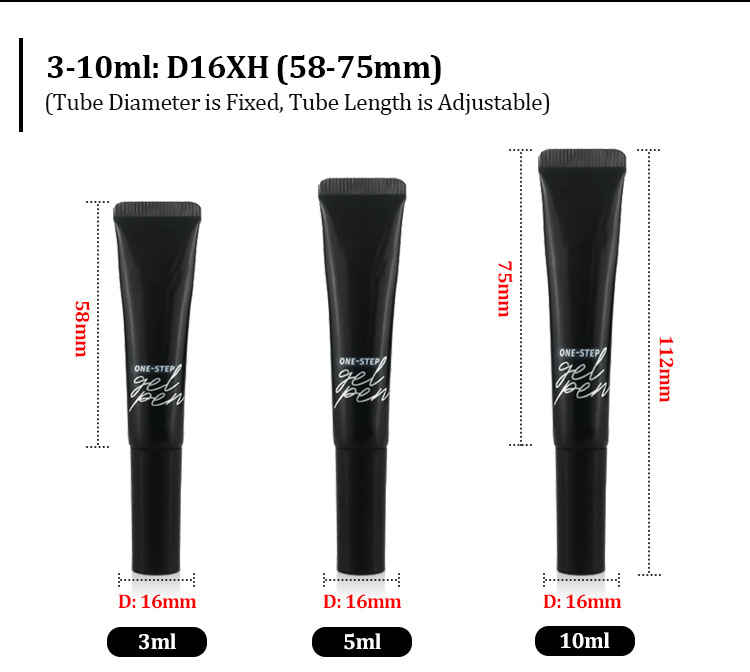 3-10ml: D16XH (58-75mm)
(Tube Diameter is Fixed, Tube Length is Adjustable)
58mm
ONE-STEP
gel
pen
D: 16mm
3ml
ONE-STEP
gel
pen
D: 16mm
5ml
75mm
112mm
ONE-STEP
gel
pen
D: 16mm
10ml